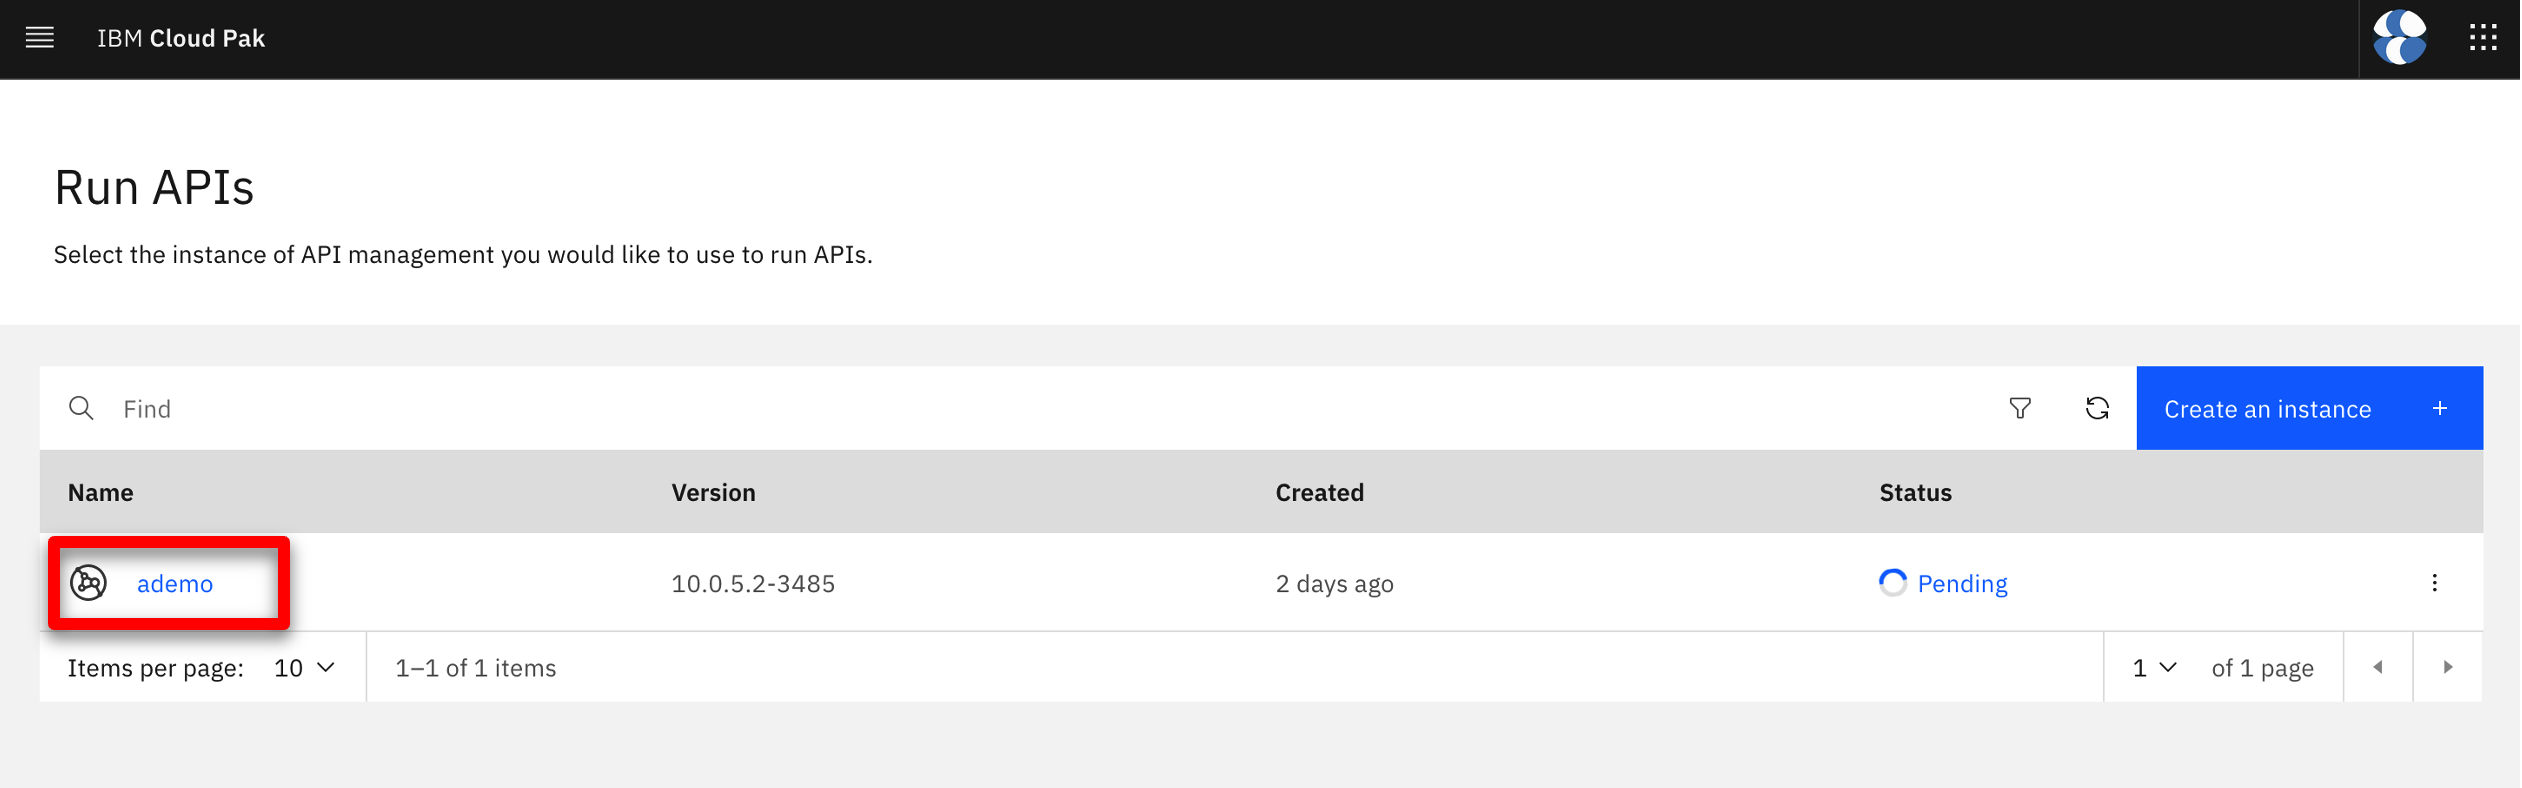 IBM Cloud Pak
Run APIs
Select the instance of API management you would like to use to run APIs.
Find
Create an instance +
Name Version Created Status
ademo 10.0.5.2-3485 2 days ago Pending
Items per page: 10 1–1 of 1 items 1 of 1 page